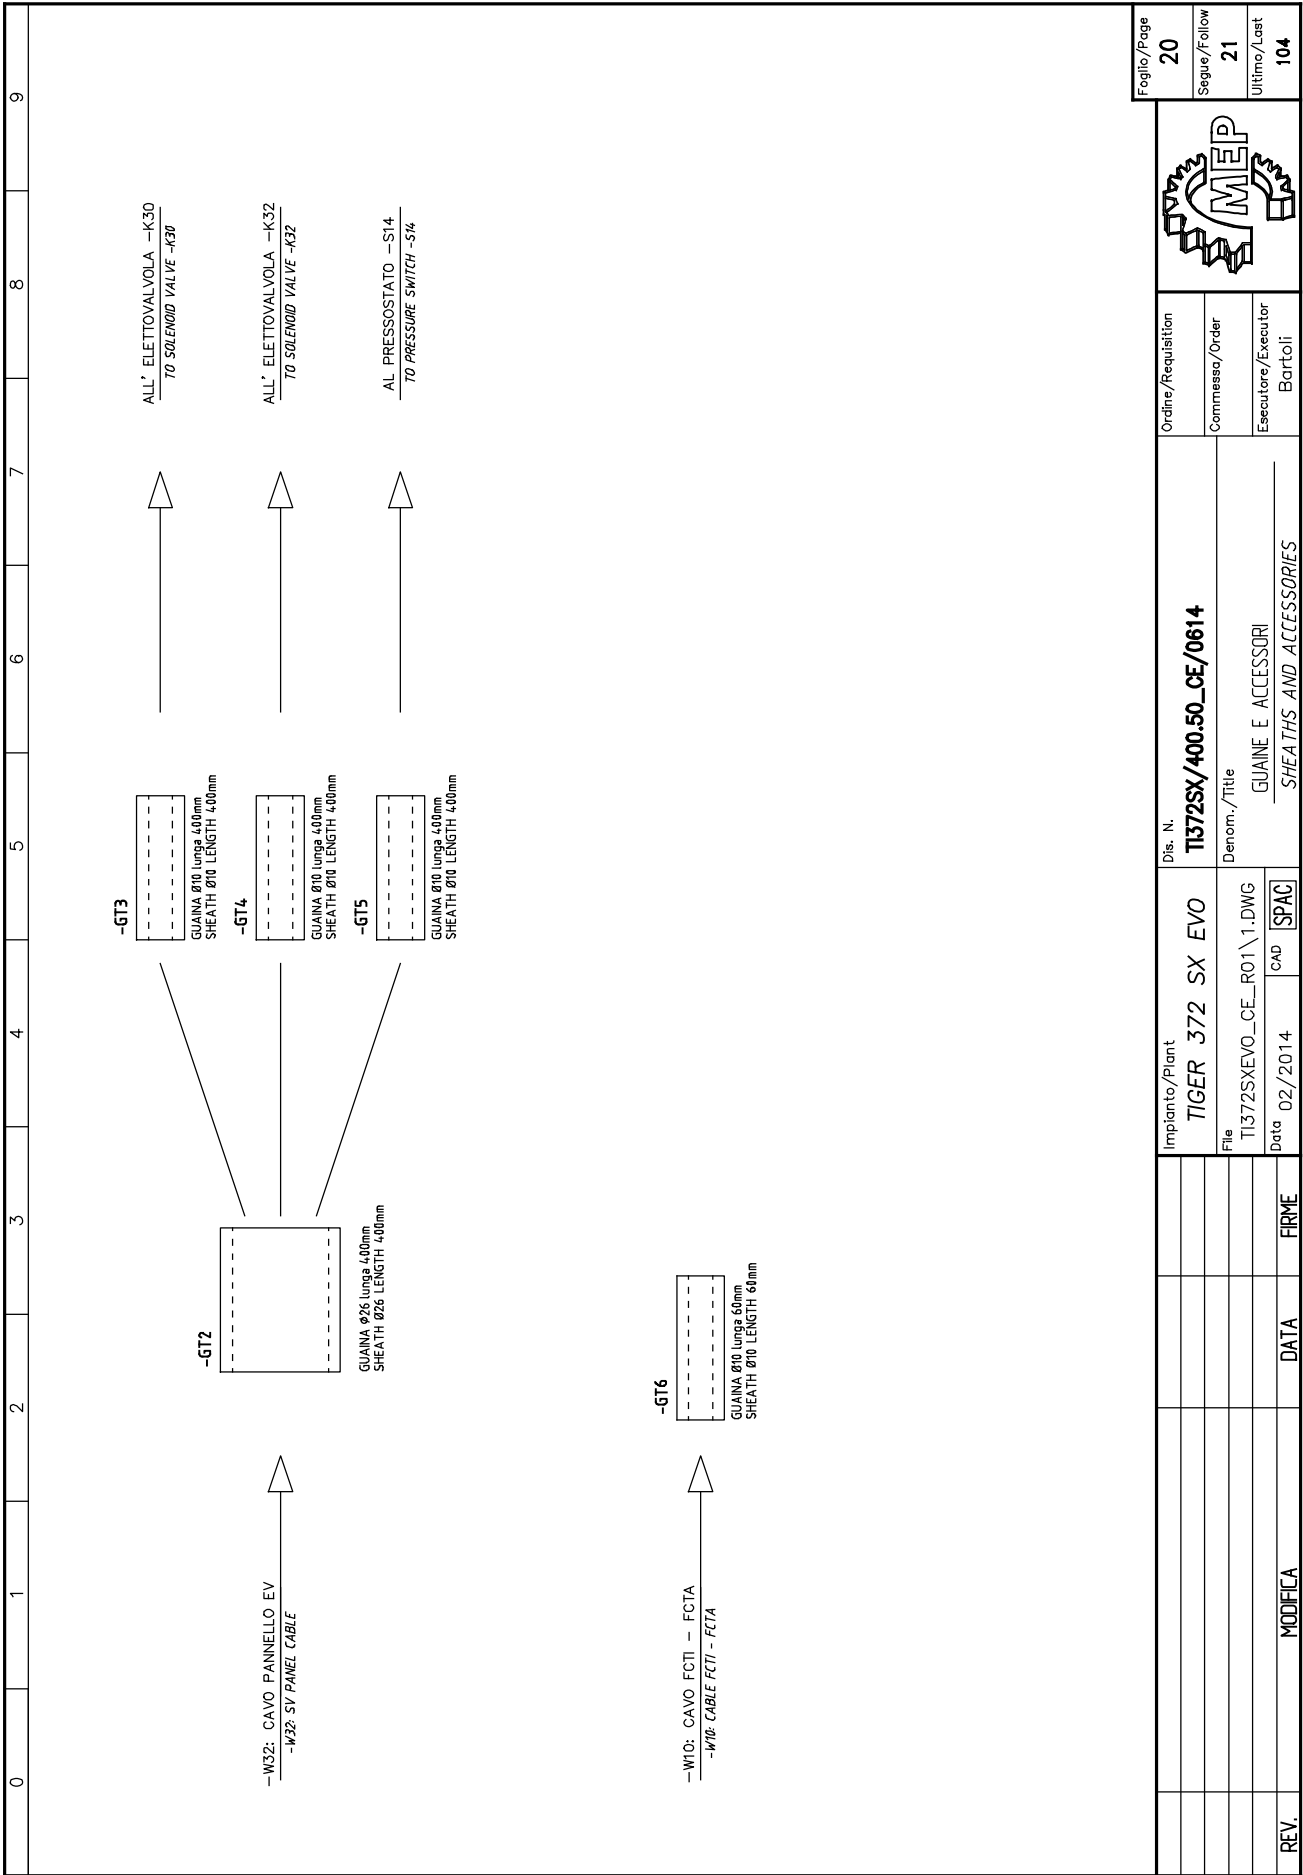 0 1 2 3 4 5 6 7 8 9
-GT3
ALL' ELETTOVALVOLA -K30
TO SOLENOID VALVE -K30
GUAINA Ø10 lunga 400mm
SHEATH Ø10 LENGTH 400mm
-GT2
-GT4
-W32: CAVO PANNELLO EV
-W32: SV PANEL CABLE
ALL' ELETTOVALVOLA -K32
TO SOLENOID VALVE -K32
GUAINA Ø10 lunga 400mm
SHEATH Ø10 LENGTH 400mm
GUAINA Ø26 lunga 400mm
SHEATH Ø26 LENGTH 400mm
-GT5
AL PRESSOSTATO -S14
TO PRESSURE SWITCH -S14
GUAINA Ø10 lunga 400mm
SHEATH Ø10 LENGTH 400mm
-GT6
-W10: CAVO FCTI - FCTA
-W10: CABLE FCTI - FCTA
GUAINA Ø10 lunga 60mm
SHEATH Ø10 LENGTH 60mm
REV.
MODIFICA
DATA
FIRME
Impianto/Plant
TIGER 372 SX EVO
File
TI372SXEVO_CE_R01\1.DWG
Data 02/2014
CAD SPAC
Dis. N.
TI372SX/400.50_CE/0614
Denom./Title
GUAINE E ACCESSORI
SHEATHS AND ACCESSORIES
Ordine/Requisition
Commessa/Order
Esecutore/Executor
Bartoli
MEP
Foglio/Page
20
Segue/Follow
21
Ultimo/Last
104